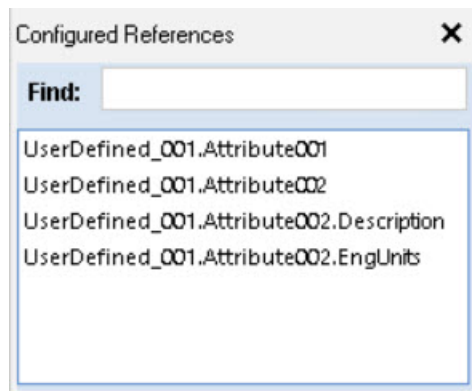 Configured References
Find:
UserDefined_001.Attribute001
UserDefined_001.Attribute002
UserDefined_001.Attribute002.Description
UserDefined_001.Attribute002.EngUnits